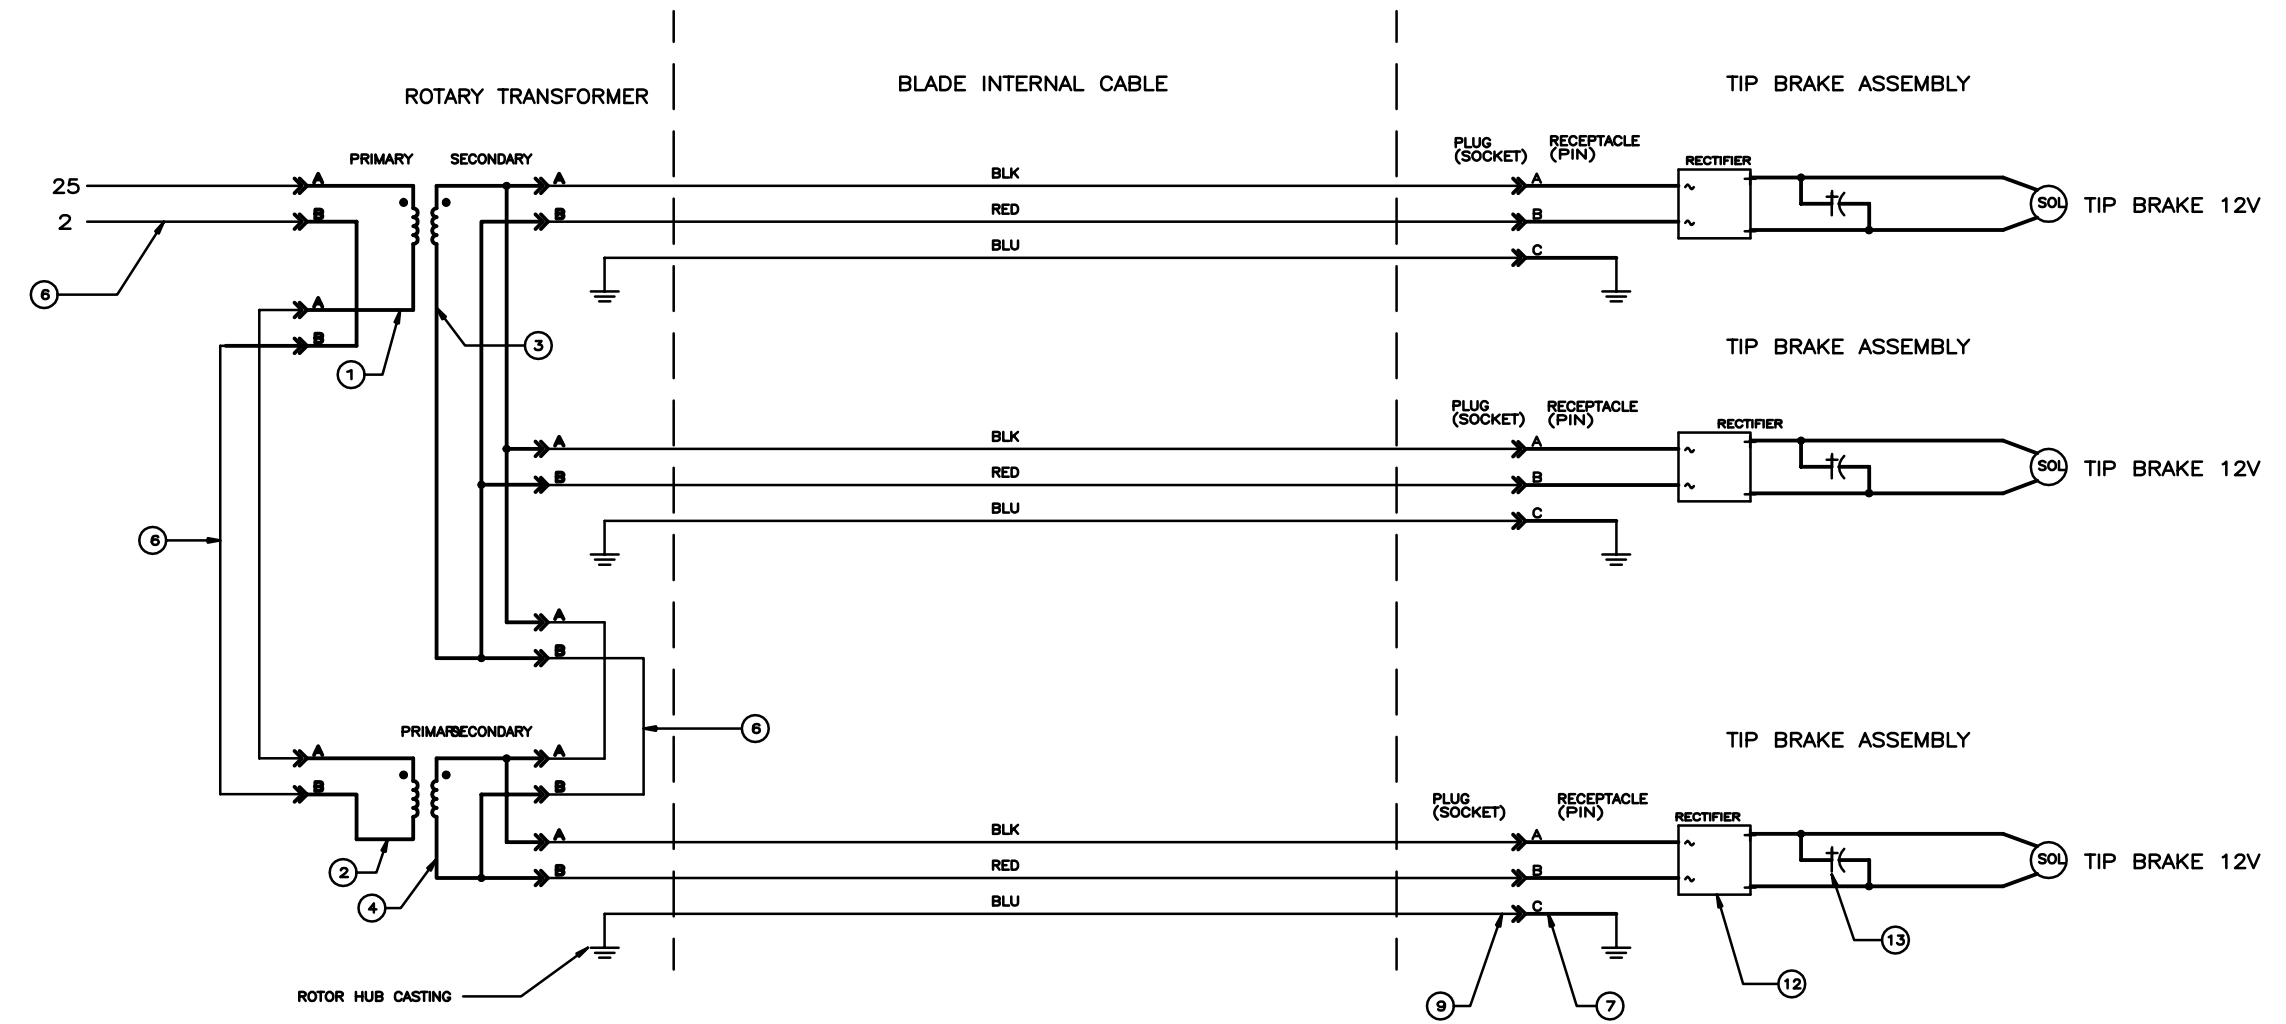 BLADE INTERNAL CABLE
TIP BRAKE ASSEMBLY
ROTARY TRANSFORMER
PLUG (SOCKET)
RECEPTACLE (PIN)
PRIMARY SECONDARY
RECTIFIER
25 A A BLK A ~ –
2 B B RED B ~ –
+ SOL TIP BRAKE 12V
BLU C
6
A
B
1
3
TIP BRAKE ASSEMBLY
PLUG (SOCKET)
RECEPTACLE (PIN)
RECTIFIER
A BLK A ~ –
B RED B ~ –
+ SOL TIP BRAKE 12V
BLU C
6
A
B
6
PRIMARY SECONDARY
TIP BRAKE ASSEMBLY
A A
B B
PLUG (SOCKET)
RECEPTACLE (PIN)
RECTIFIER
A BLK A ~ –
B RED B ~ –
+ SOL TIP BRAKE 12V
2
4
BLU C
13
12
ROTOR HUB CASTING
9
7